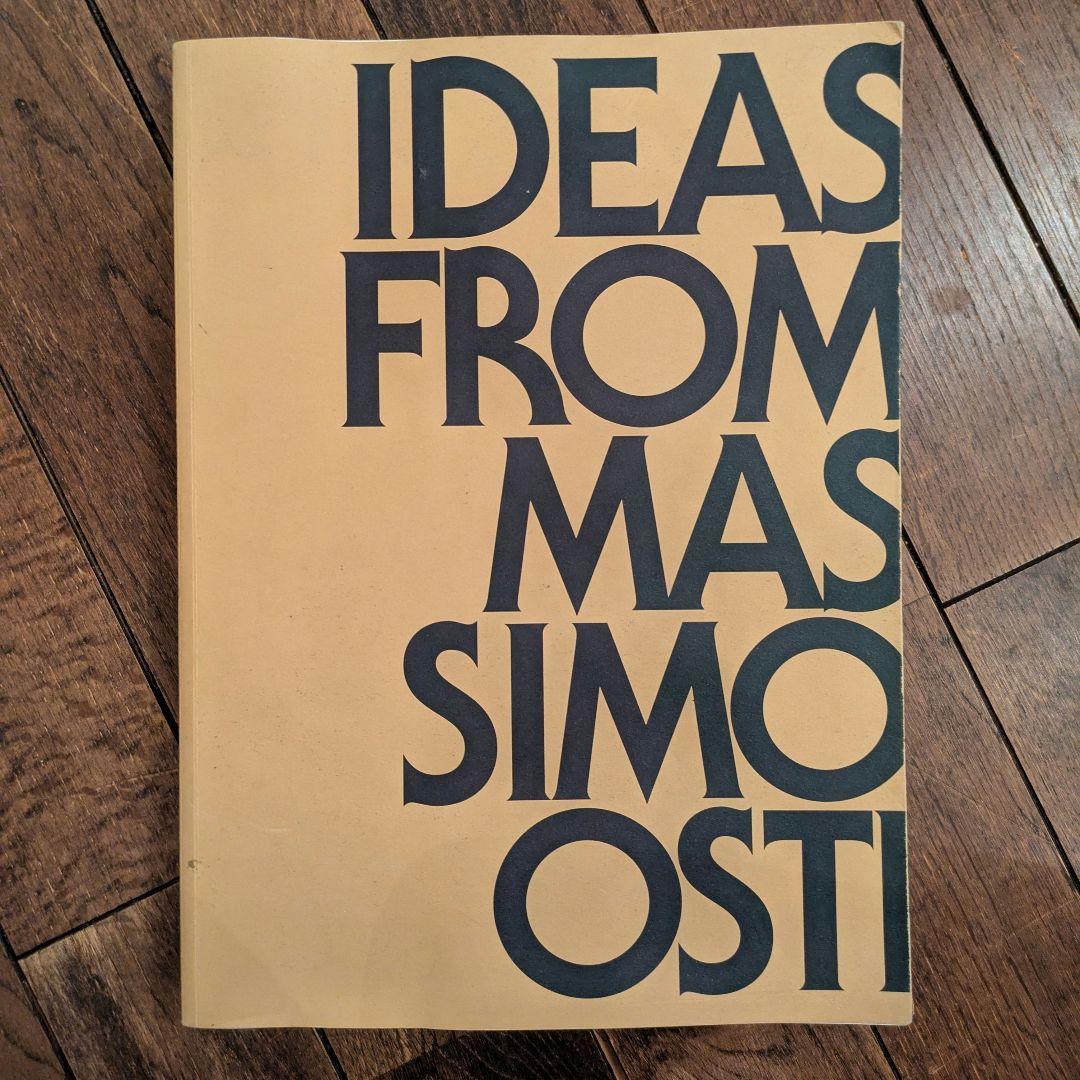 IDEAS
FROM
MAS
SIMO
OSTI